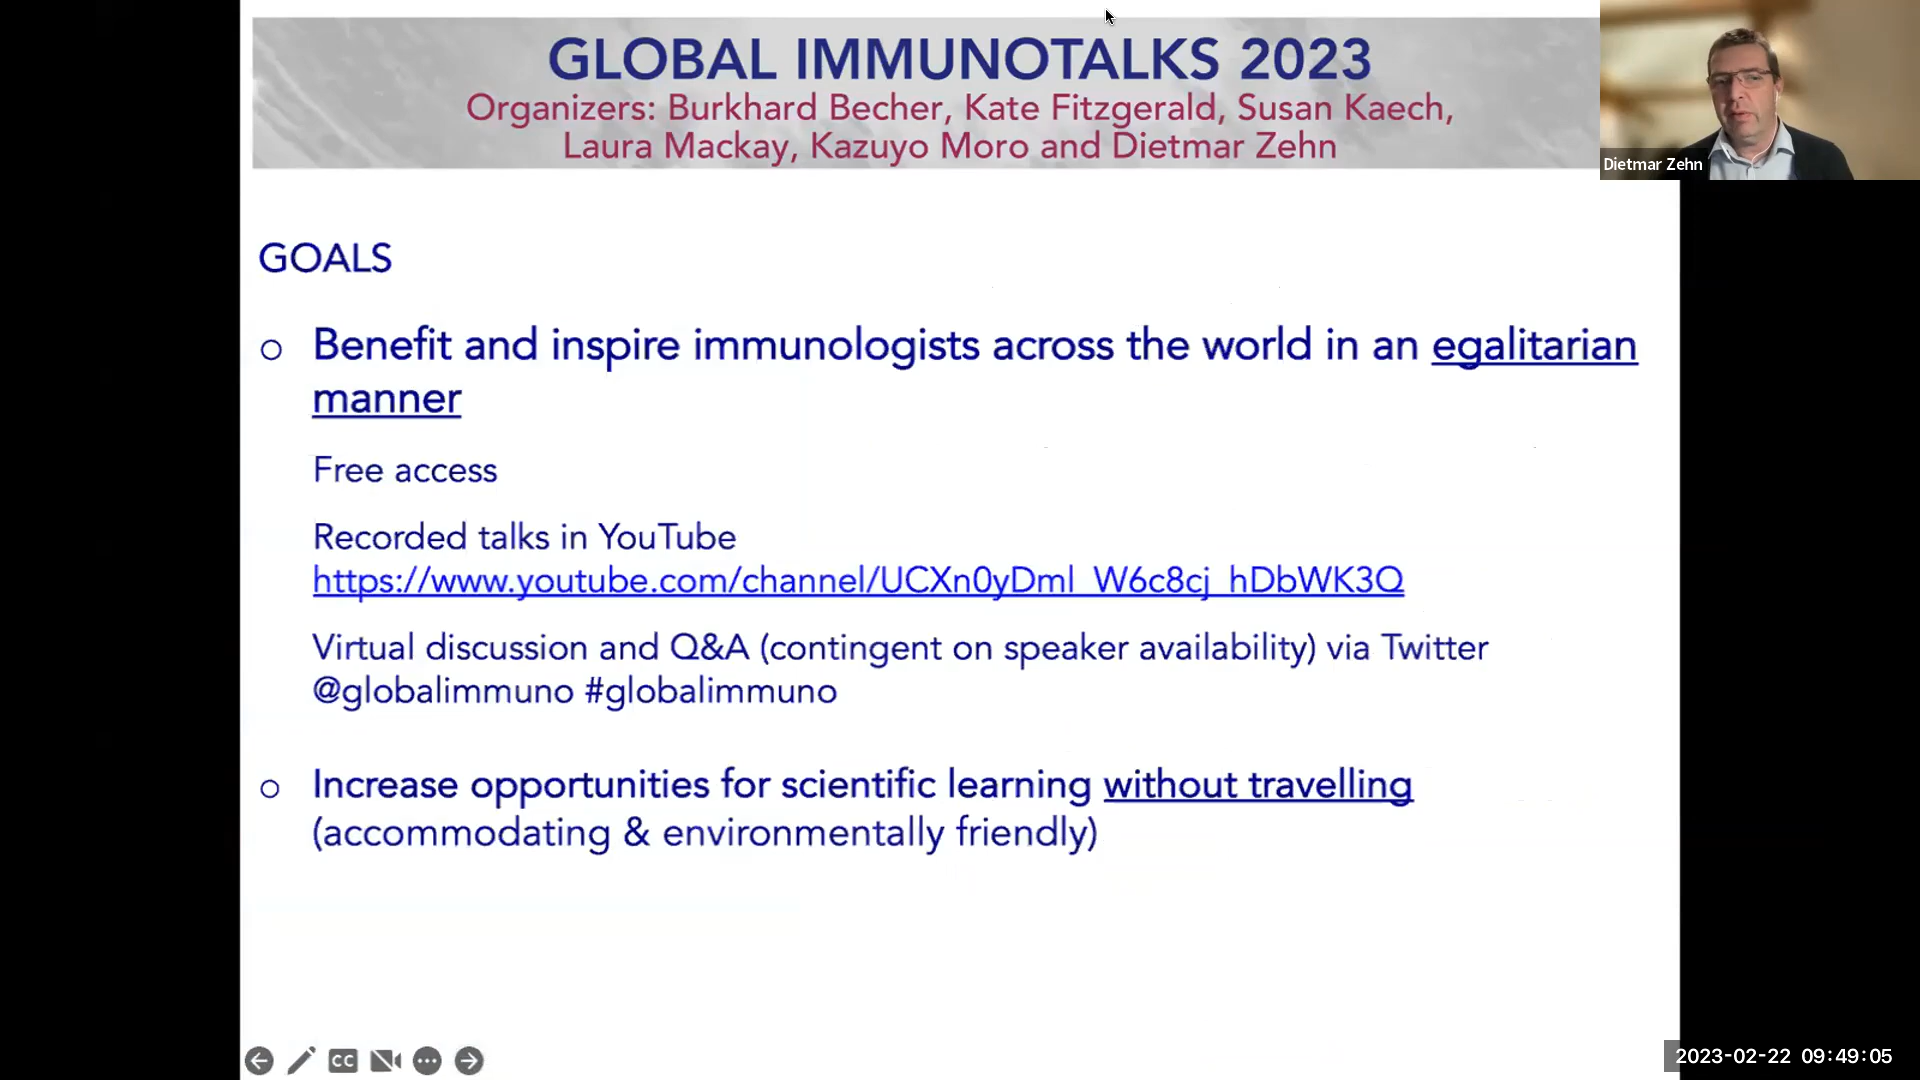 GLOBAL IMMUNOTALKS 2023
Organizers: Burkhard Becher, Kate Fitzgerald, Susan Kaech,
Laura Mackay, Kazuyo Moro and Dietmar Zehn
Dietmar Zehn
GOALS
Benefit and inspire immunologists across the world in an egalitarian
manner
Free access
Recorded talks in YouTube
https://www.youtube.com/channel/UCXn0yDml_W6c8cj_hDbWK3Q
Virtual discussion and Q&A (contingent on speaker availability) via Twitter
@globalimmuno #globalimmuno
Increase opportunities for scientific learning without travelling
(accommodating & environmentally friendly)
CC
2023-02-22 09:49:05